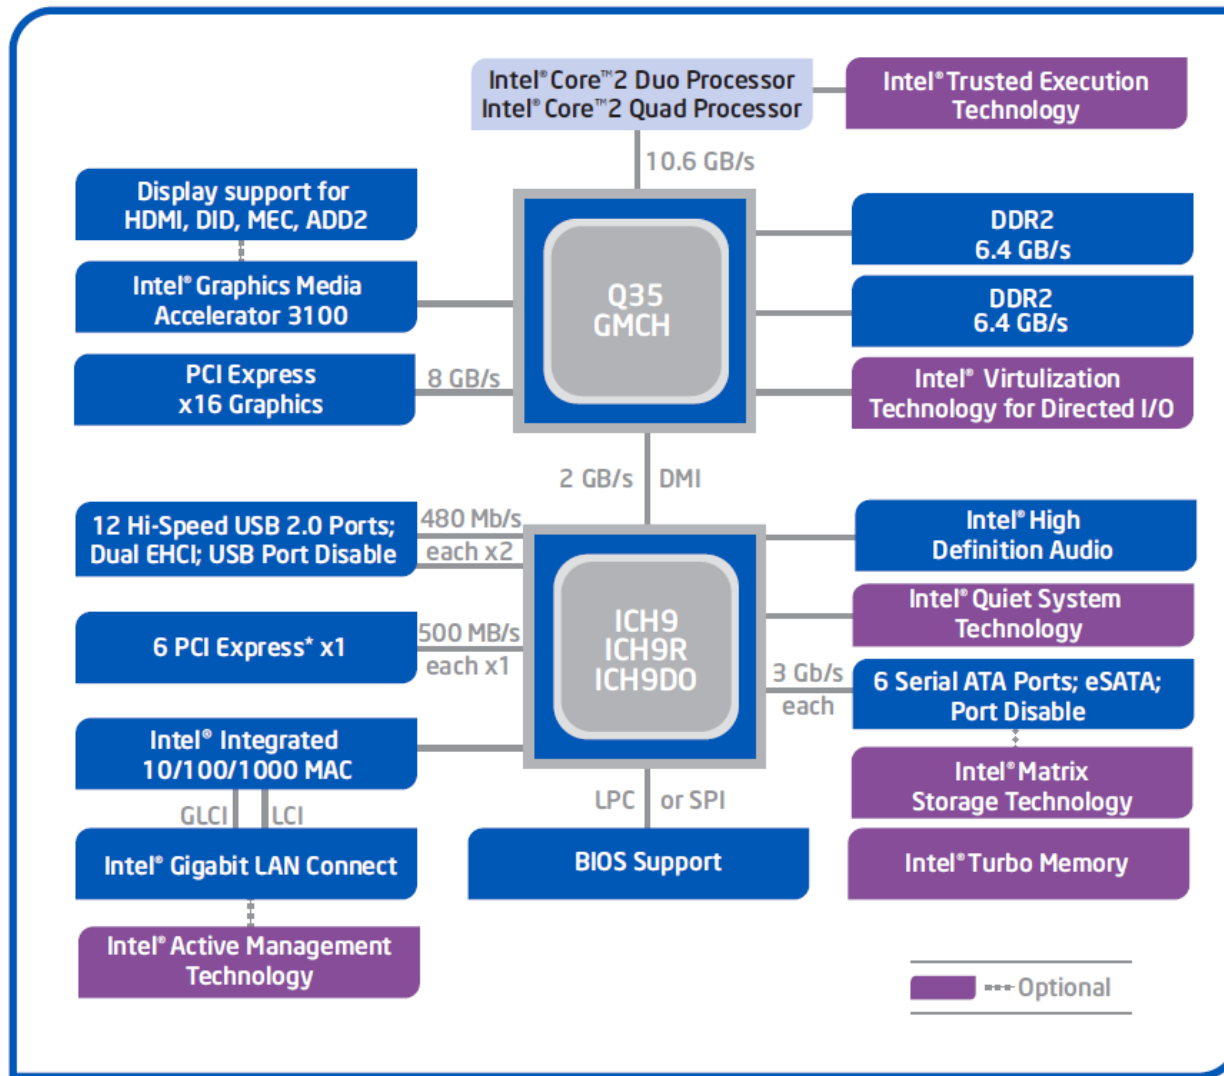 Intel® Core™2 Duo Processor
Intel® Core™2 Quad Processor
Intel® Trusted Execution
Technology
10.6 GB/s
Display support for
HDMI, DID, MEC, ADD2
Intel® Graphics Media
Accelerator 3100
PCI Express
x16 Graphics
8 GB/s
Q35
GMCH
DDR2
6.4 GB/s
DDR2
6.4 GB/s
Intel® Virtulization
Technology for Directed I/O
2 GB/s DMI
12 Hi-Speed USB 2.0 Ports;
Dual EHCI; USB Port Disable
480 Mb/s
each x2
6 PCI Express* x1
500 MB/s
each x1
Intel® Integrated
10/100/1000 MAC
GLCI LCI
Intel® Gigabit LAN Connect
Intel® Active Management
Technology
ICH9
ICH9R
ICH9DO
LPC or SPI
BIOS Support
Intel® High
Definition Audio
Intel® Quiet System
Technology
3 Gb/s
each
6 Serial ATA Ports; eSATA;
Port Disable
Intel® Matrix
Storage Technology
Intel® Turbo Memory
Optional